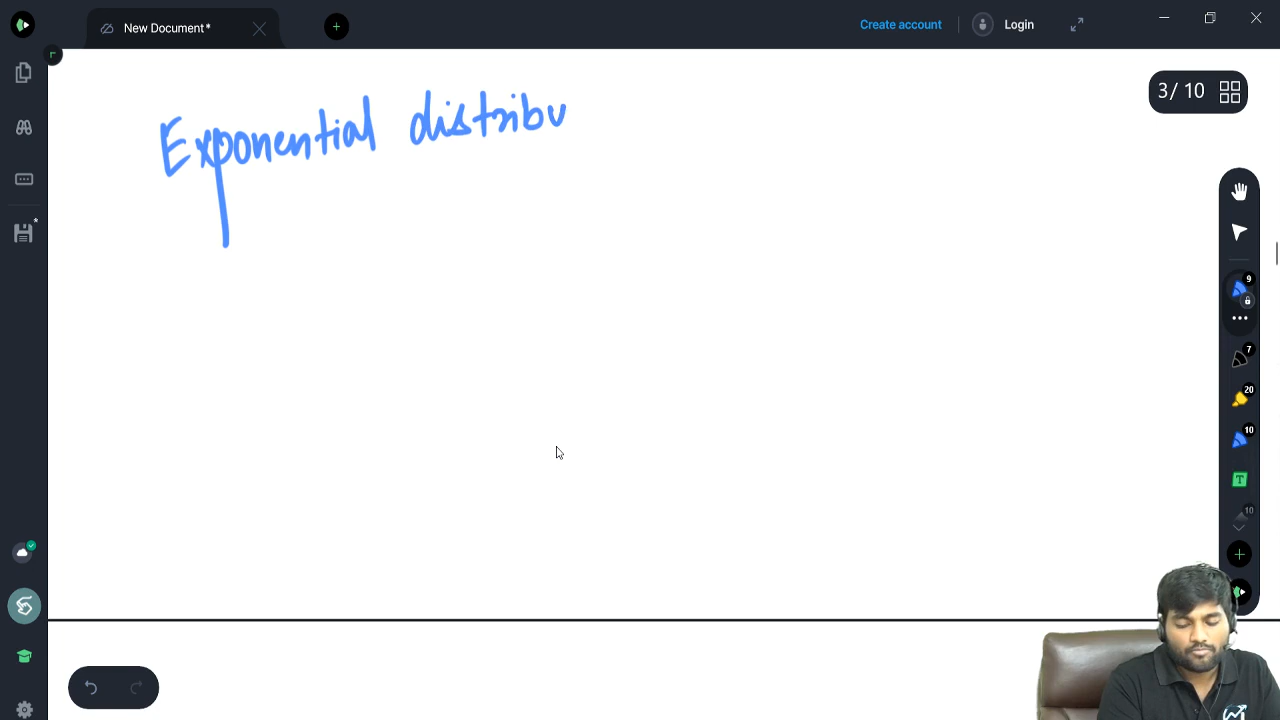 New Document*
Create account
Login
3/ 10
Exponential distribu
9
7
20
10
T
10